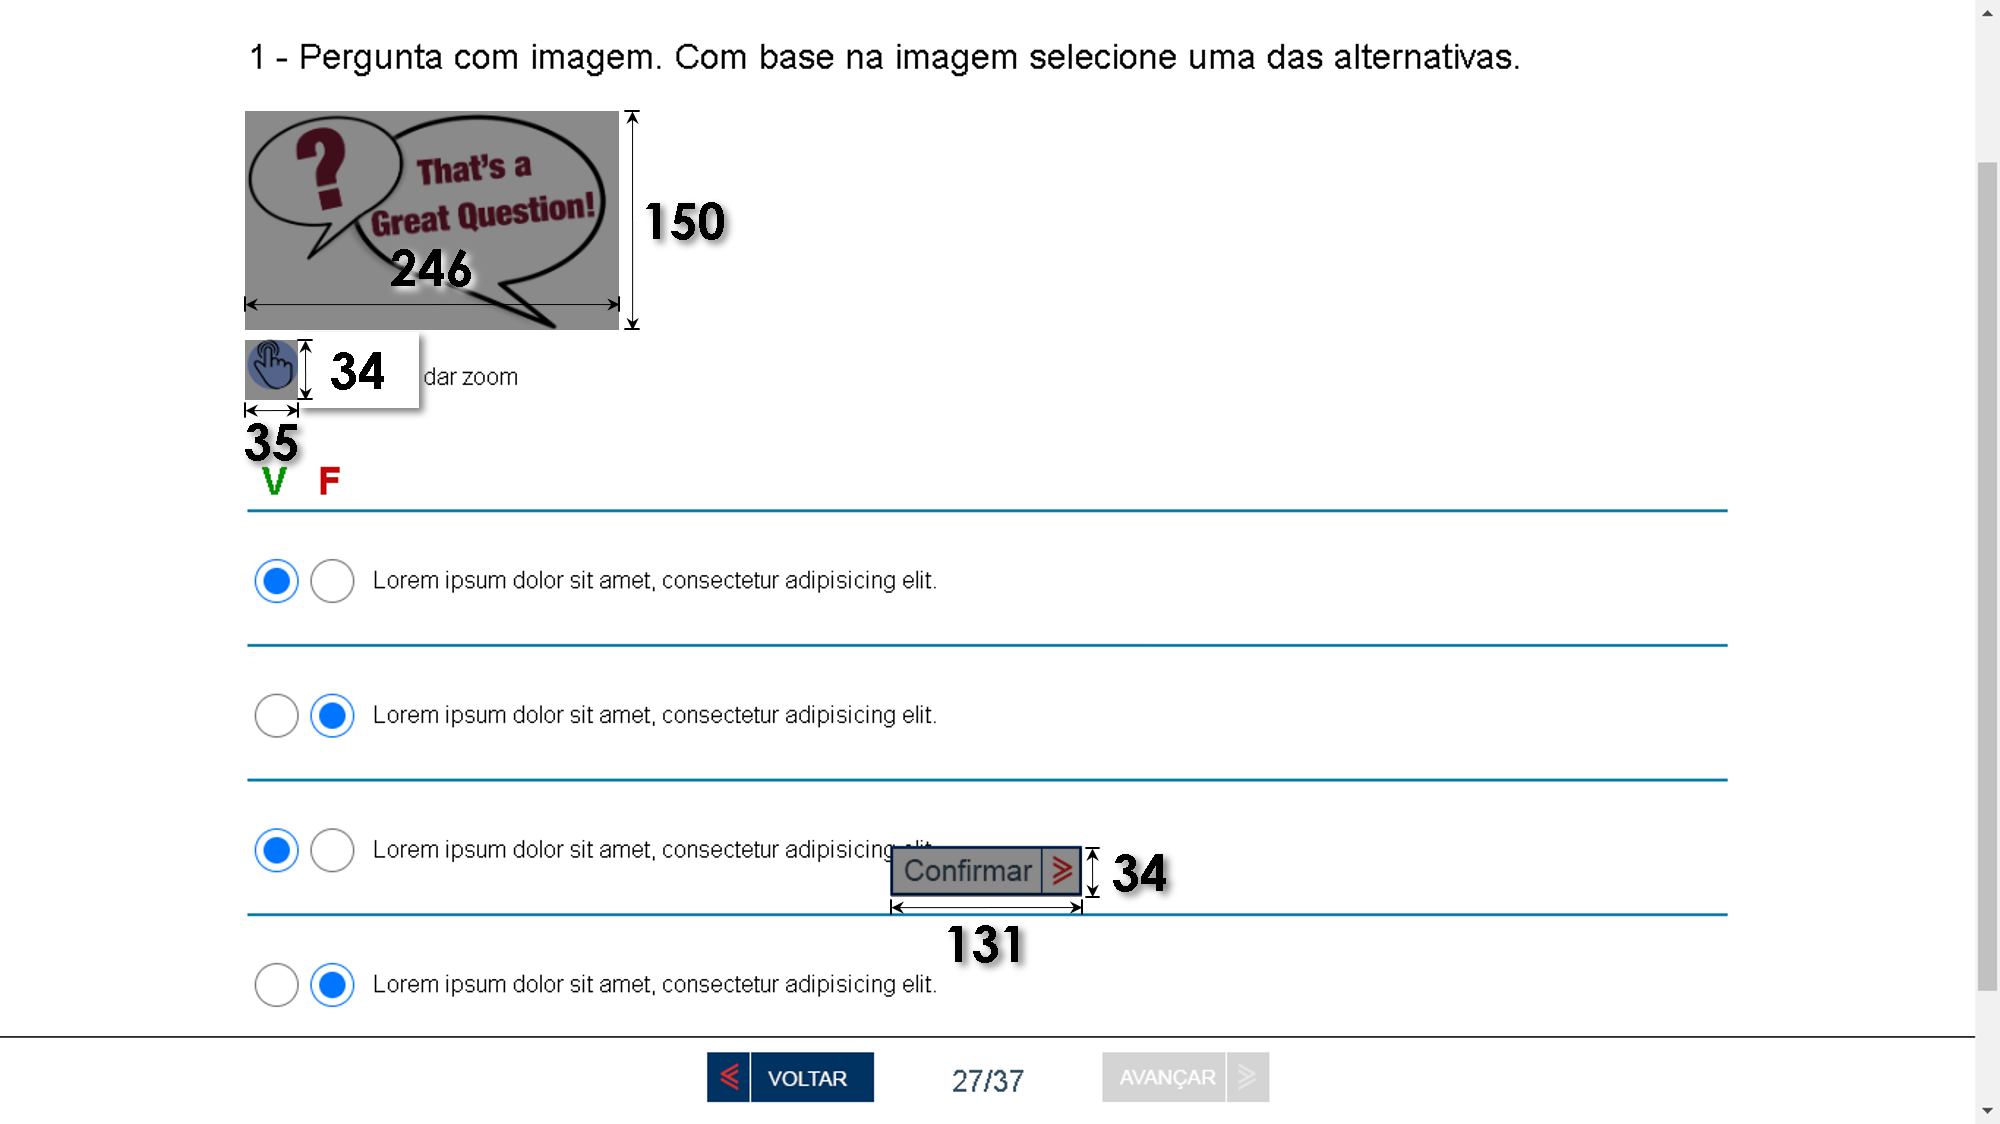 1 - Pergunta com imagem. Com base na imagem selecione uma das alternativas.
?
That's a
Great Question!
150
246
34
dar zoom
35
V F
Lorem ipsum dolor sit amet, consectetur adipisicing elit.
Lorem ipsum dolor sit amet, consectetur adipisicing elit.
Lorem ipsum dolor sit amet, consectetur adipisicing elit.
Confirmar
34
131
Lorem ipsum dolor sit amet, consectetur adipisicing elit.
VOLTAR
27/37
AVANÇAR